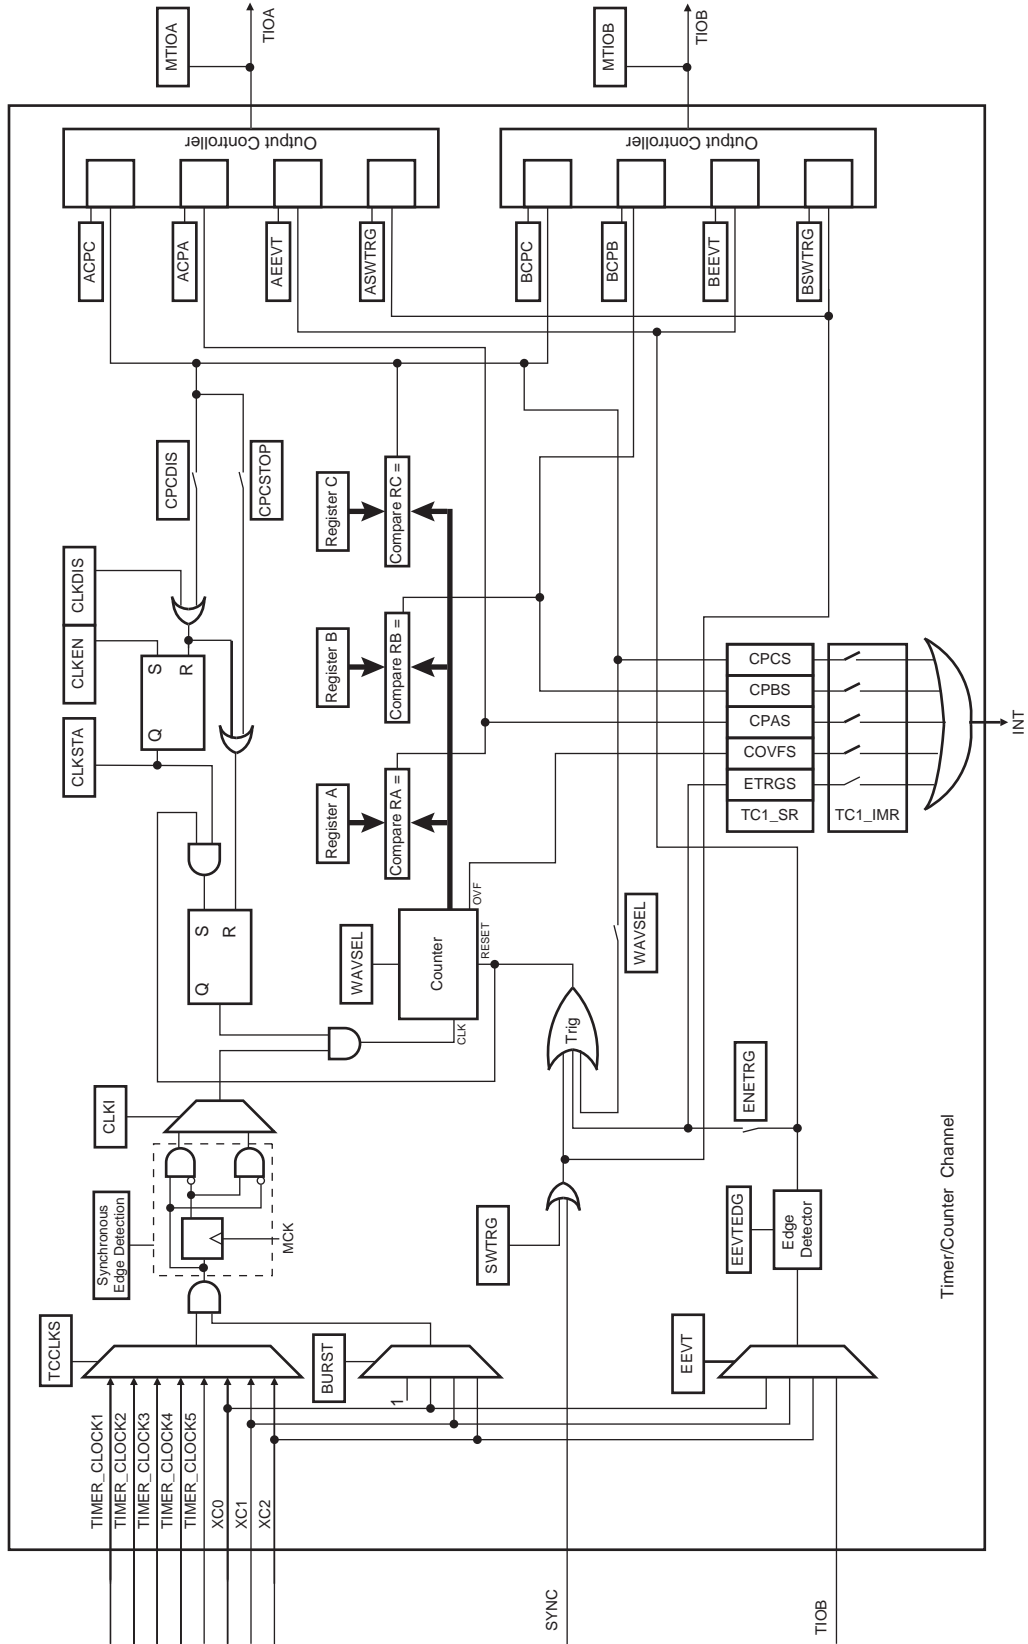 MTIOA
TIOA
MTIOB
TIOB
Output Controller
Output Controller
ACPC
ACPA
AEEVT
ASWTRG
BCPC
BCPB
BEEVT
BSWTRG
CPCDIS
CPCSTOP
Register C
Compare RC =
CLKDIS
CLKEN
CLKSTA
S
R
Q
Register B
Compare RB =
Register A
Compare RA =
CPCS
CPBS
CPAS
COVFS
ETRGS
TC1_SR
TC1_IMR
INT
S
R
Q
WAVSEL
Counter
OVF
RESET
CLK
WAVSEL
Trig
ENETRG
CLKI
Synchronous
Edge Detection
MCK
SWTRG
EEVTEDG
Edge
Detector
Timer/Counter Channel
TCCLKS
BURST
1
EEVT
TIMER_CLOCK1
TIMER_CLOCK2
TIMER_CLOCK3
TIMER_CLOCK4
TIMER_CLOCK5
XC0
XC1
XC2
SYNC
TIOB